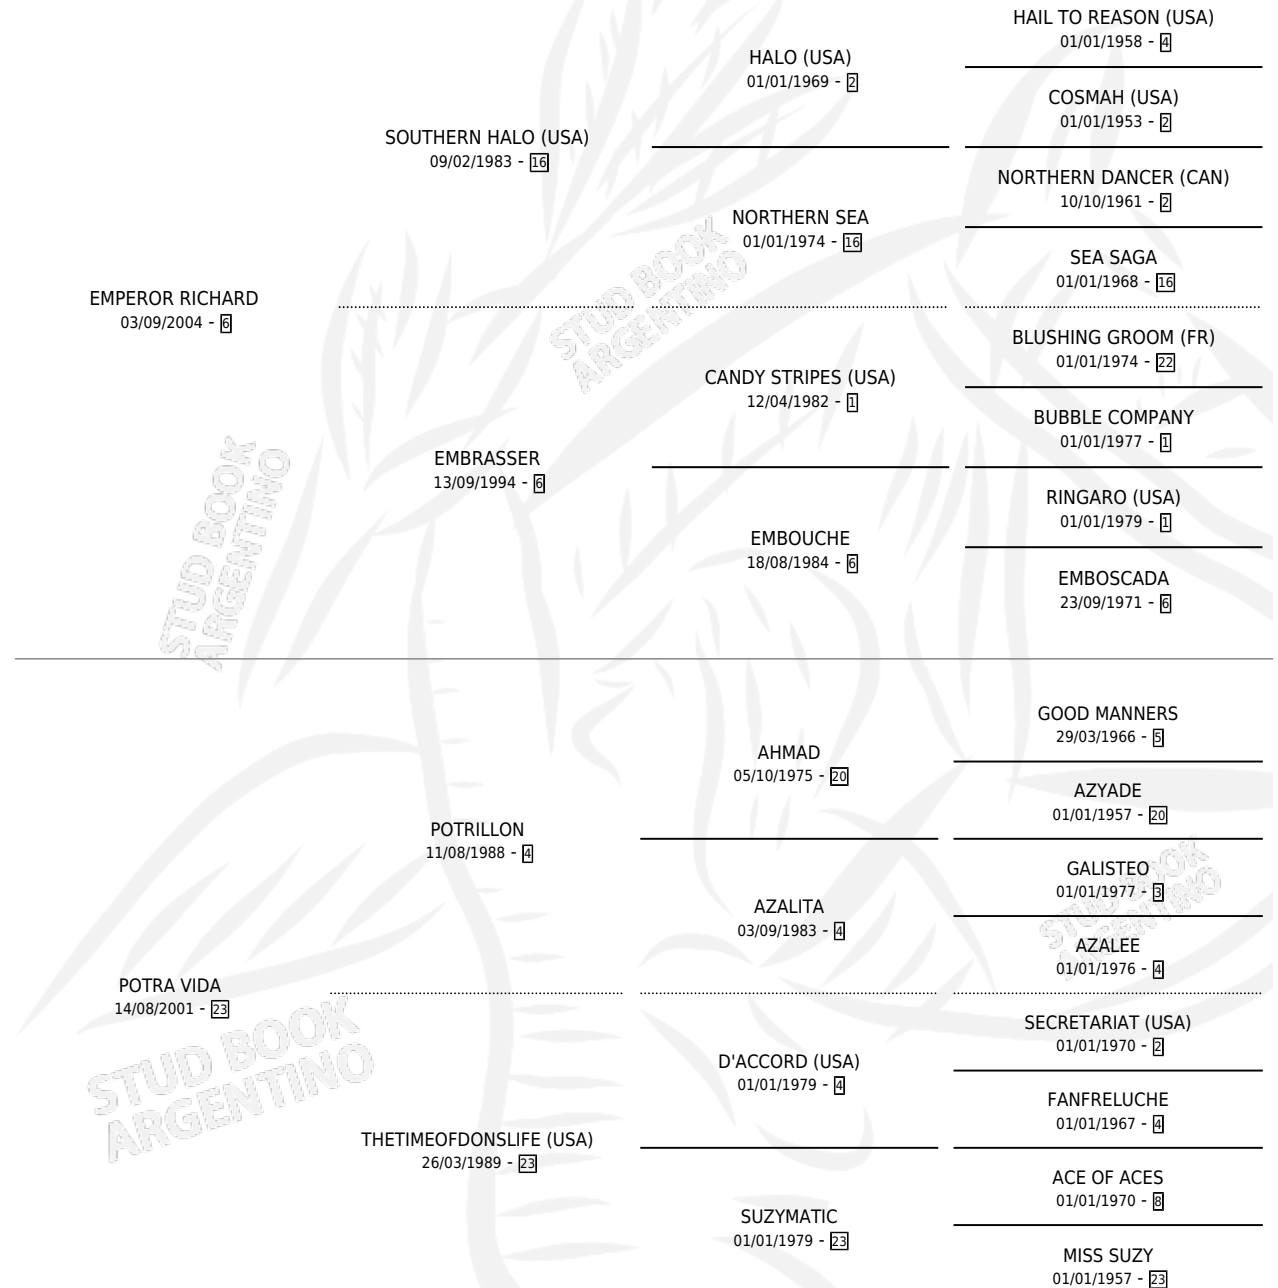 HAIL TO REASON (USA)
01/01/1958 - 4
HALO (USA)
01/01/1969 - 2
COSMAH (USA)
01/01/1953 - 2
SOUTHERN HALO (USA)
09/02/1983 - 16
NORTHERN DANCER (CAN)
10/10/1961 - 2
NORTHERN SEA
01/01/1974 - 16
SEA SAGA
01/01/1968 - 16
EMPEROR RICHARD
03/09/2004 - 6
BLUSHING GROOM (FR)
01/01/1974 - 22
CANDY STRIPES (USA)
12/04/1982 - 1
BUBBLE COMPANY
01/01/1977 - 1
EMBRASSER
13/09/1994 - 6
RINGARO (USA)
01/01/1979 - 1
EMBOUCHE
18/08/1984 - 6
EMBOSCADA
23/09/1971 - 6
GOOD MANNERS
29/03/1966 - 5
AHMAD
05/10/1975 - 20
AZYADE
01/01/1957 - 20
POTRILLON
11/08/1988 - 4
GALISTEO
01/01/1977 - 3
AZALITA
03/09/1983 - 4
AZALEE
01/01/1976 - 4
POTRA VIDA
14/08/2001 - 23
SECRETARIAT (USA)
01/01/1970 - 2
D'ACCORD (USA)
01/01/1979 - 4
FANFRELUCHE
01/01/1967 - 4
THETIMEOFDONSLIFE (USA)
26/03/1989 - 23
ACE OF ACES
01/01/1970 - 8
SUZYMATIC
01/01/1979 - 23
MISS SUZY
01/01/1957 - 23
STUD BOOK
ARGENTINO
STUD BOOK
ARGENTINO
STUD BOOK
ARGENTINO
STUD BOOK
ARGENTINO